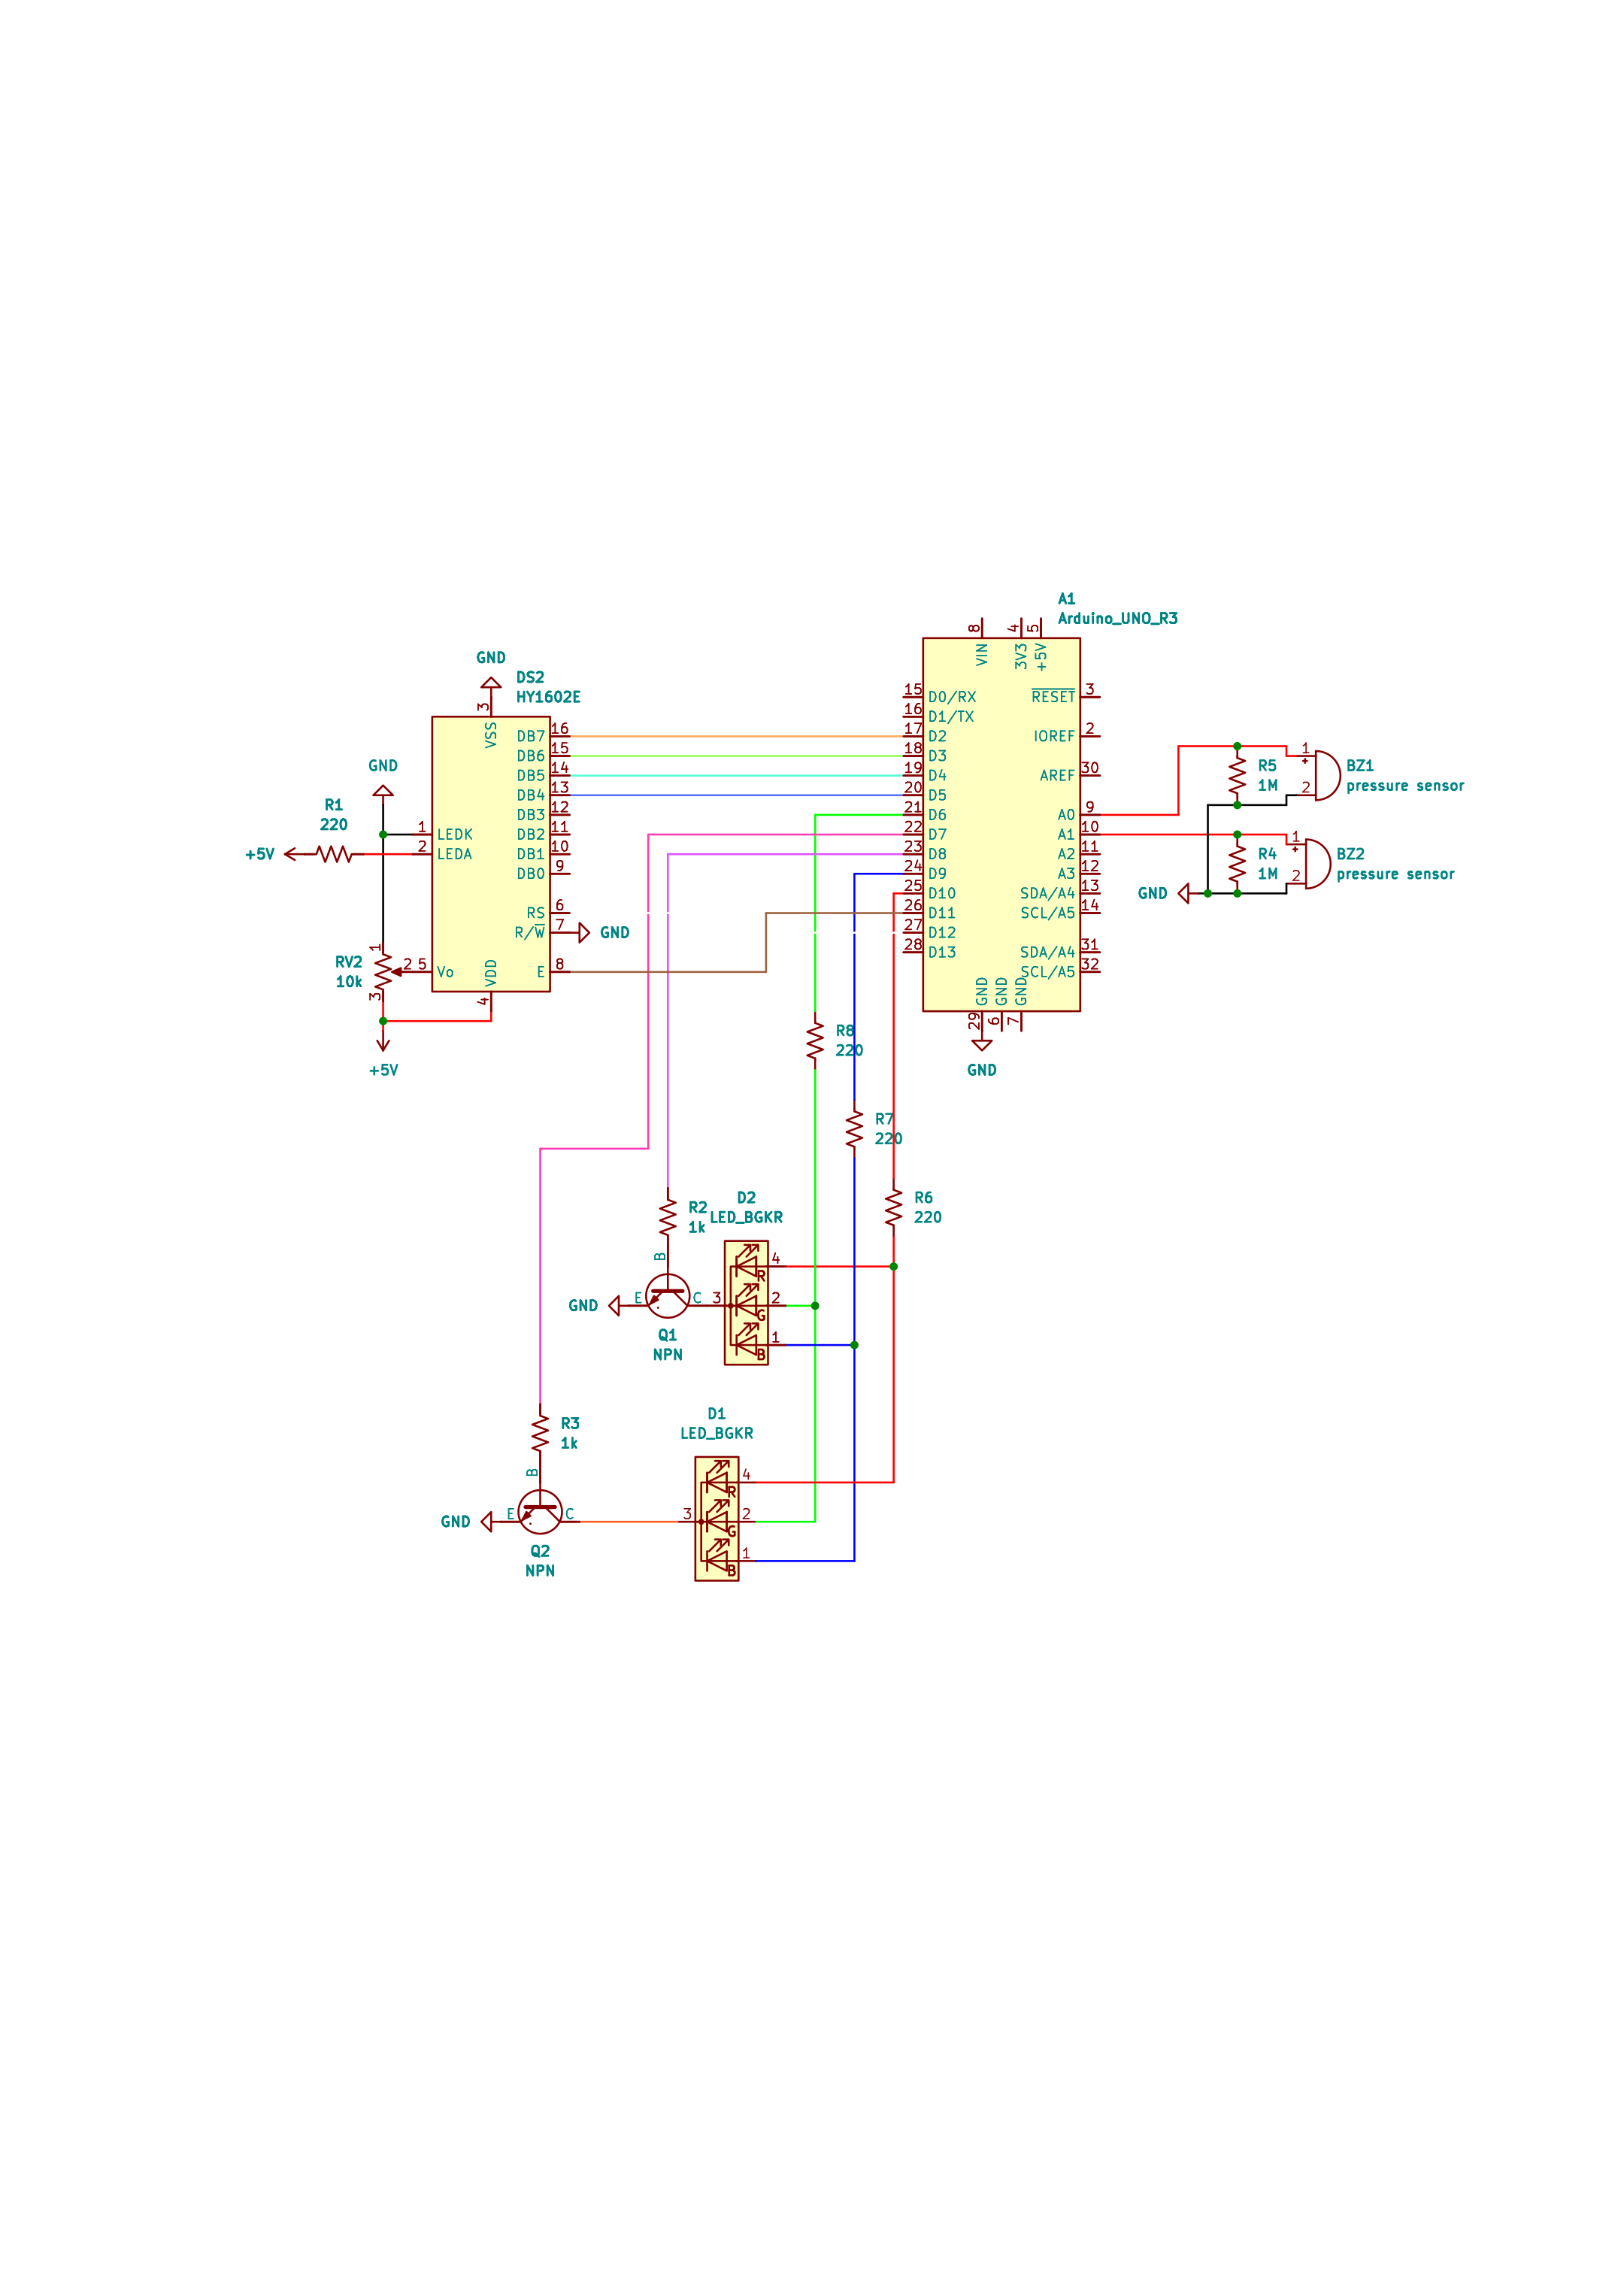 A1
Arduino_UNO_R3
8
VIN
4
3V3
5
+5V
15 D0/RX
16 D1/TX
17 D2
18 D3
19 D4
20 D5
21 D6
22 D7
23 D8
24 D9
25 D10
26 D11
27 D12
28 D13
RESET 3
IOREF 2
AREF 30
A0 9
A1 10
A2 11
A3 12
SDA/A4 13
SCL/A5 14
SDA/A4 31
SCL/A5 32
GND
GND
GND
29
6
7
GND
GND
DS2
HY1602E
3
VSS
DB7 16
DB6 15
DB5 14
DB4 13
DB3 12
DB2 11
DB1 10
DB0 9
RS 6
R/W 7
GND
E 8
1 LEDK
2 LEDA
5 Vo
VDD
4
GND
R1
220
+5V
1
RV2
10k
2
3
+5V
R5
1M
1
+
2
BZ1
pressure sensor
R4
1M
1
+
2
BZ2
pressure sensor
GND
R8
220
R7
220
R6
220
R2
1k
D2
LED_BGKR
B
E
C
3
4
R
2
G
1
B
GND
Q1
NPN
R3
1k
D1
LED_BGKR
B
E
C
3
4
R
2
G
1
B
GND
Q2
NPN